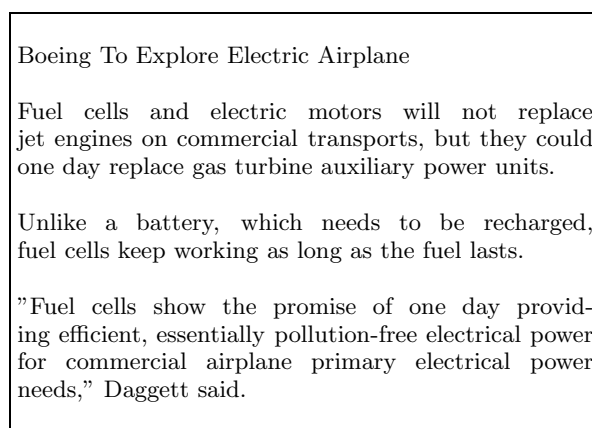 Boeing To Explore Electric Airplane
Fuel cells and electric motors will not replace
jet engines on commercial transports, but they could
one day replace gas turbine auxiliary power units.
Unlike a battery, which needs to be recharged,
fuel cells keep working as long as the fuel lasts.
”Fuel cells show the promise of one day provid-
ing efficient, essentially pollution-free electrical power
for commercial airplane primary electrical power
needs,” Daggett said.